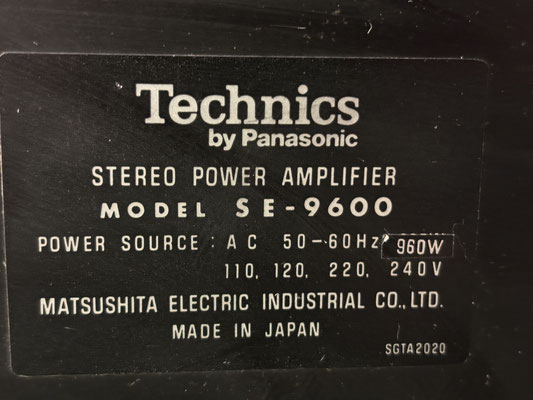 Technics
by Panasonic
STEREO POWER AMPLIFIER
MODEL SE-9600
POWER SOURCE : AC 50-60Hz 960W
110, 120, 220, 240V
MATSUSHITA ELECTRIC INDUSTRIAL CO., LTD.
MADE IN JAPAN
SGTA2020